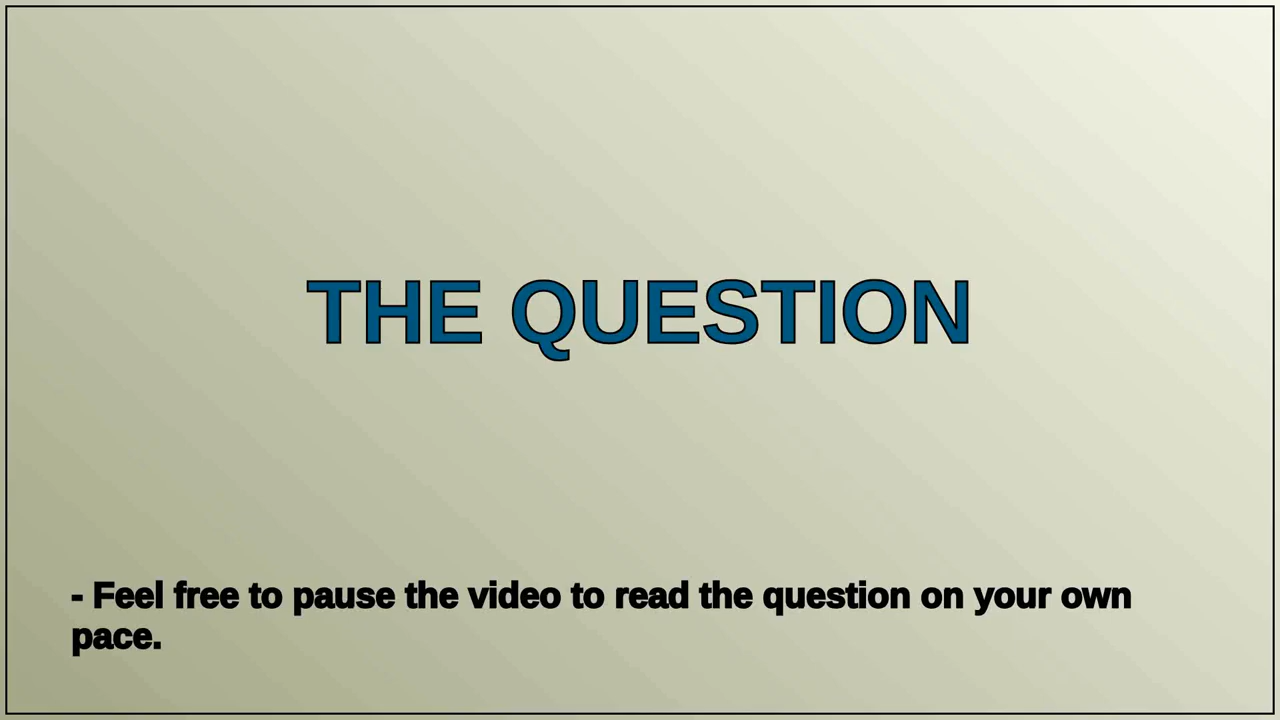 THE QUESTION
- Feel free to pause the video to read the question on your own
pace.